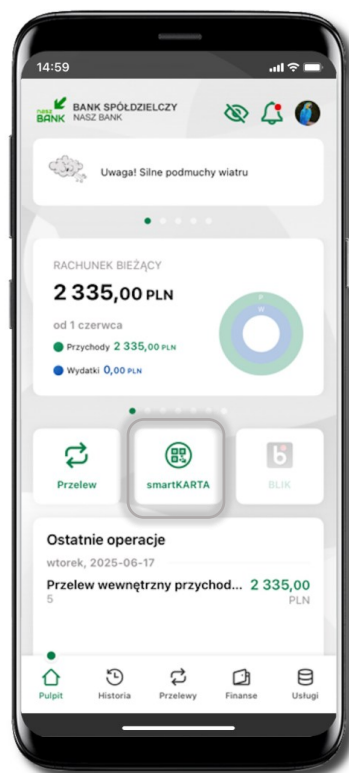 14:59
nasz
BANK
BANK SPÓŁDZIELCZY
NASZ BANK
Uwaga! Silne podmuchy wiatru
RACHUNEK BIEŻĄCY
2 335,00 PLN
od 1 czerwca
Przychody 2 335,00 PLN
Wydatki 0,00 PLN
P
W
Przelew
smartKARTA
BLIK
Ostatnie operacje
wtorek, 2025-06-17
Przelew wewnętrzny przychod... 2 335,00
5 PLN
Pulpit Historia Przelewy Finanse Usługi